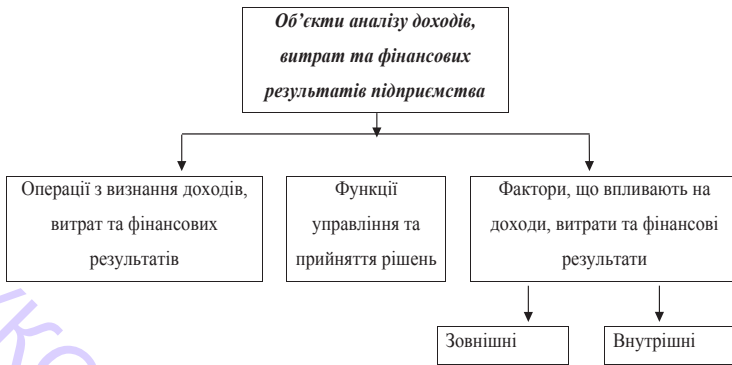 Об’єкти аналізу доходів,
витрат та фінансових
результатів підприємства
Операції з визнання доходів,
витрат та фінансових
результатів
Функції
управління та
прийняття рішень
Фактори, що впливають на
доходи, витрати та фінансові
результати
Зовнішні
Внутрішні